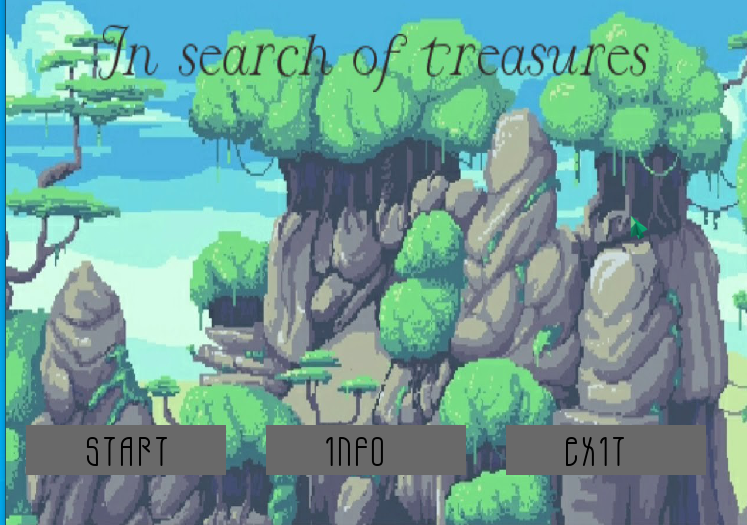 In search of treasures
START
INFO
EXIT